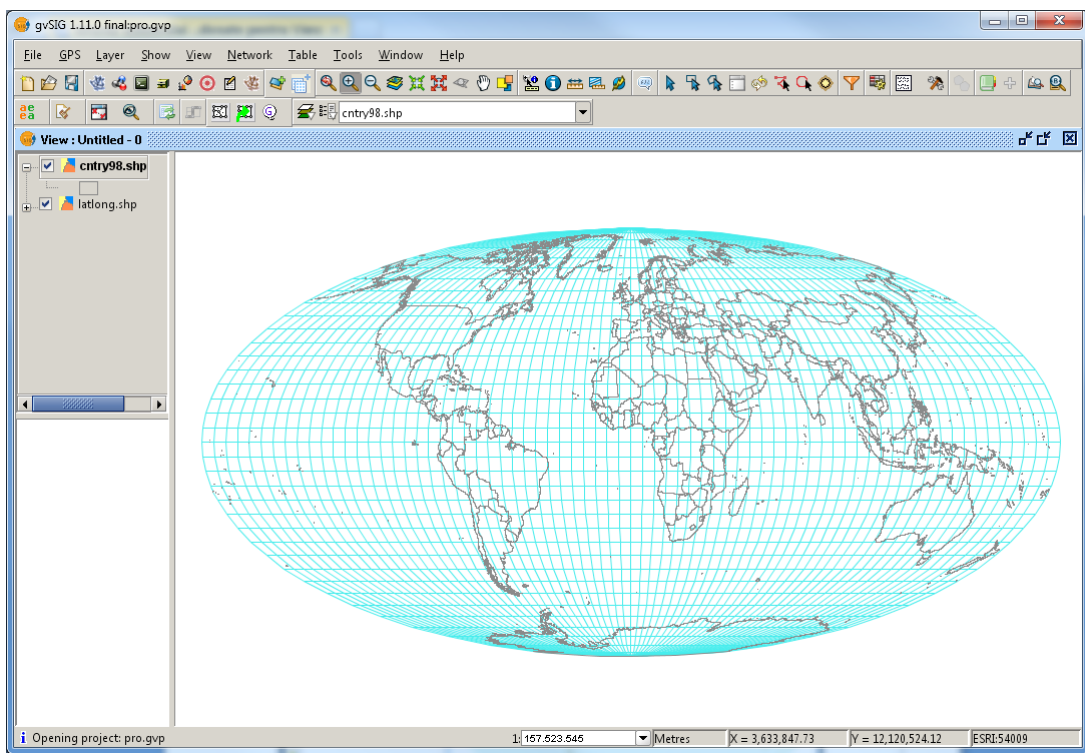 gvSIG 1.11.0 final:pro.gvp
File GPS Layer Show View Network Table Tools Window Help
cntry98.shp
View : Untitled - 0
cntry98.shp
latlong.shp
Opening project: pro.gvp 1: 157.523.545 Metres X = 3,633,847.73 Y = 12,120,524.12 ESRI:54009